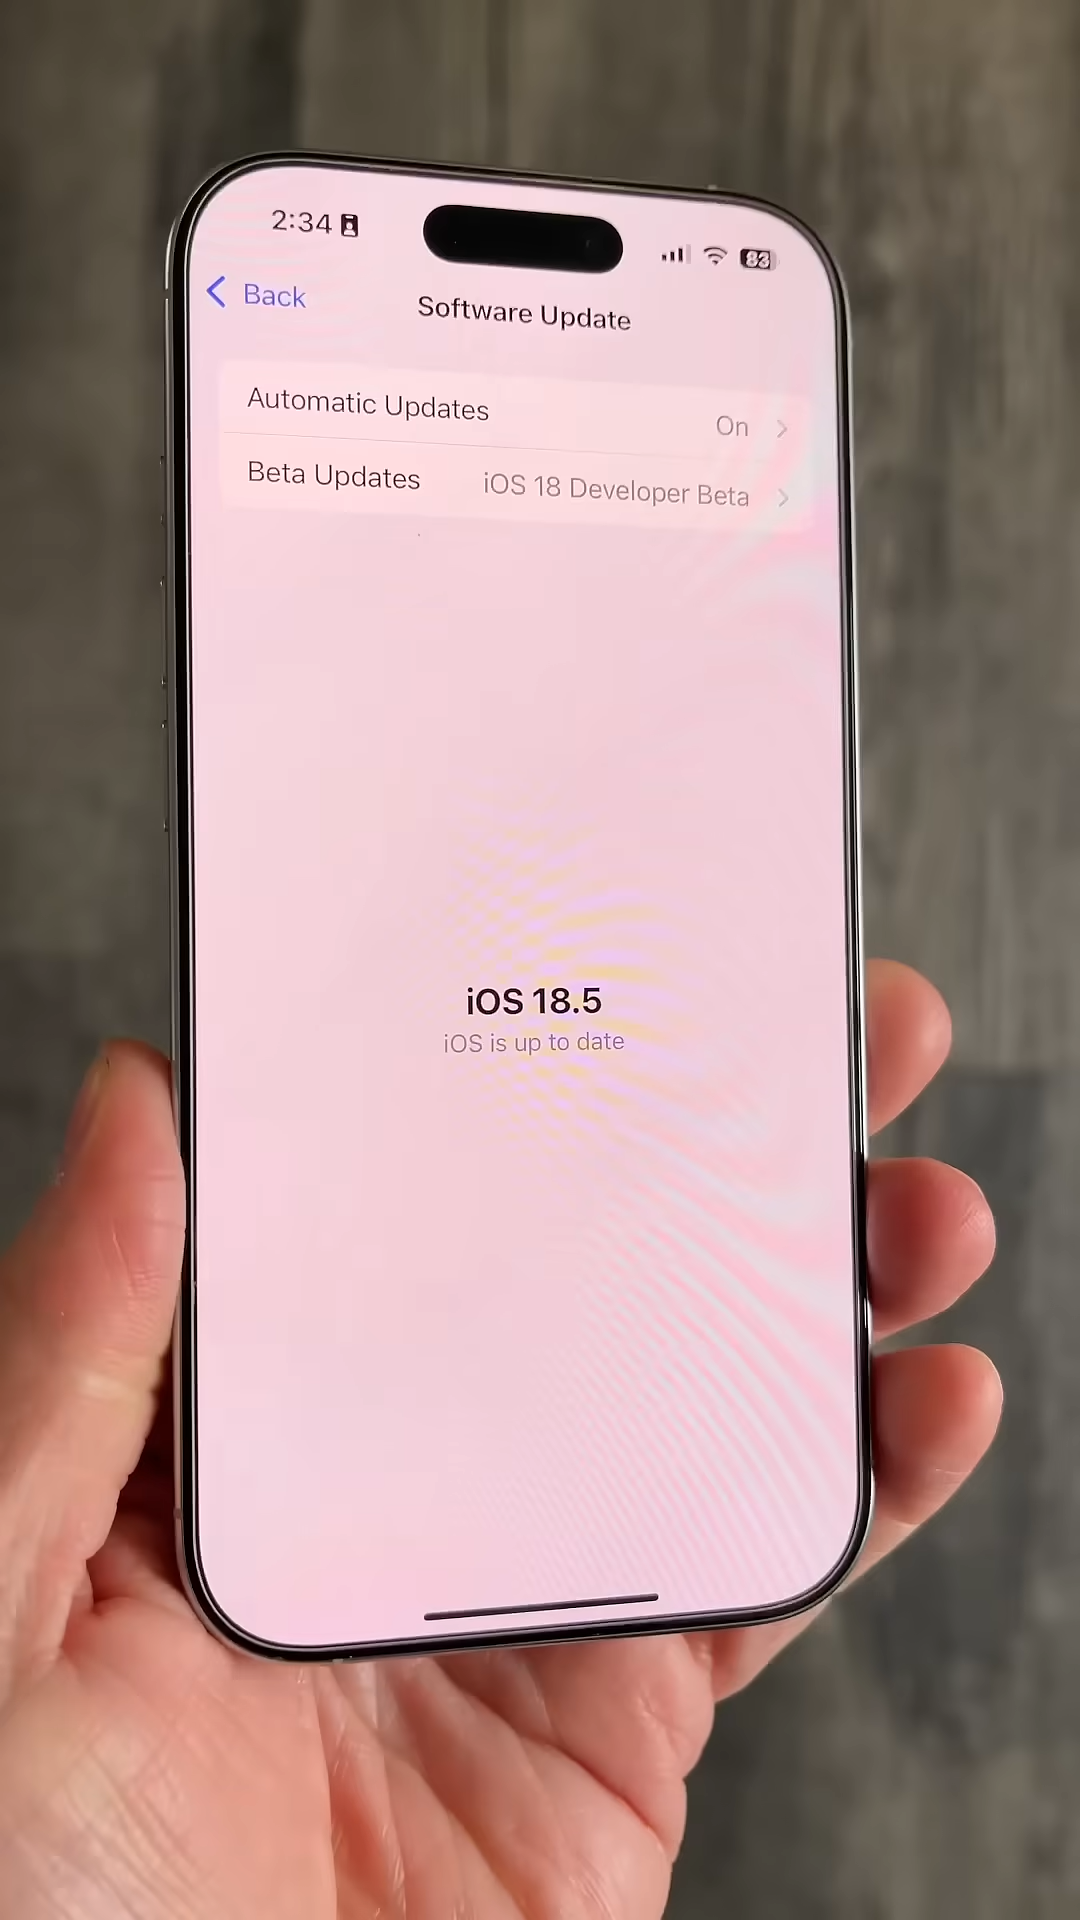 2:34
83
Back
Software Update
Automatic Updates On
Beta Updates iOS 18 Developer Beta
iOS 18.5
iOS is up to date